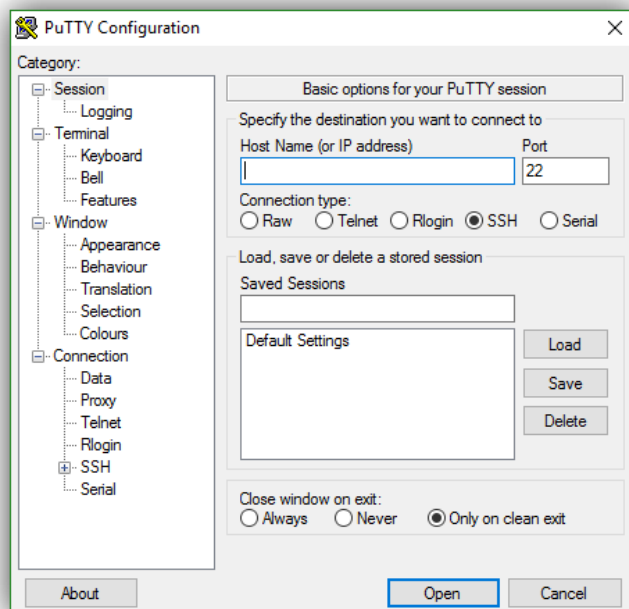 PuTTY Configuration
Category:
Session
Logging
Terminal
Keyboard
Bell
Features
Window
Appearance
Behaviour
Translation
Selection
Colours
Connection
Data
Proxy
Telnet
Rlogin
SSH
Serial
Basic options for your PuTTY session
Specify the destination you want to connect to
Host Name (or IP address) Port
22
Connection type:
Raw Telnet Rlogin SSH Serial
Load, save or delete a stored session
Saved Sessions
Default Settings
Load
Save
Delete
Close window on exit:
Always Never Only on clean exit
About Open Cancel